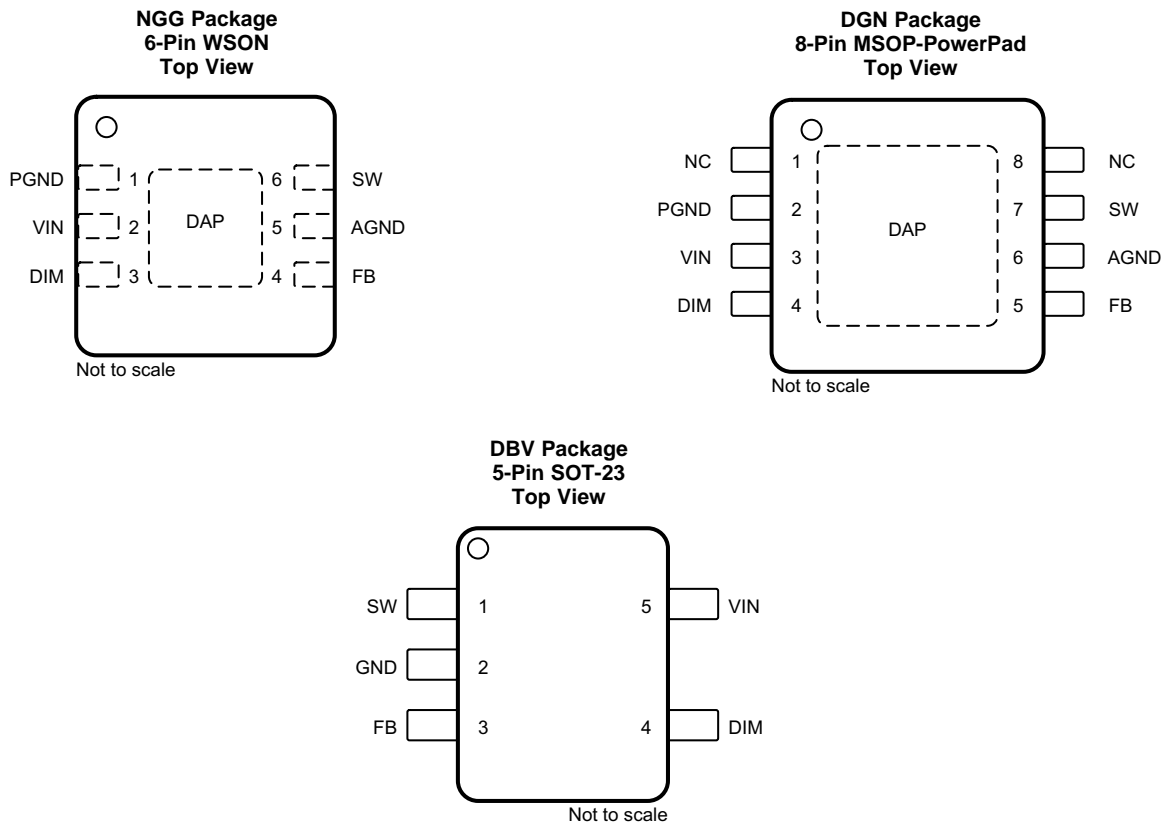 NGG Package
6-Pin WSON
Top View
PGND 1 6 SW
VIN 2 DAP 5 AGND
DIM 3 4 FB
Not to scale
DGN Package
8-Pin MSOP-PowerPad
Top View
NC 1 8 NC
PGND 2 7 SW
DAP
VIN 3 6 AGND
DIM 4 5 FB
Not to scale
DBV Package
5-Pin SOT-23
Top View
SW 1 5 VIN
GND 2
FB 3 4 DIM
Not to scale